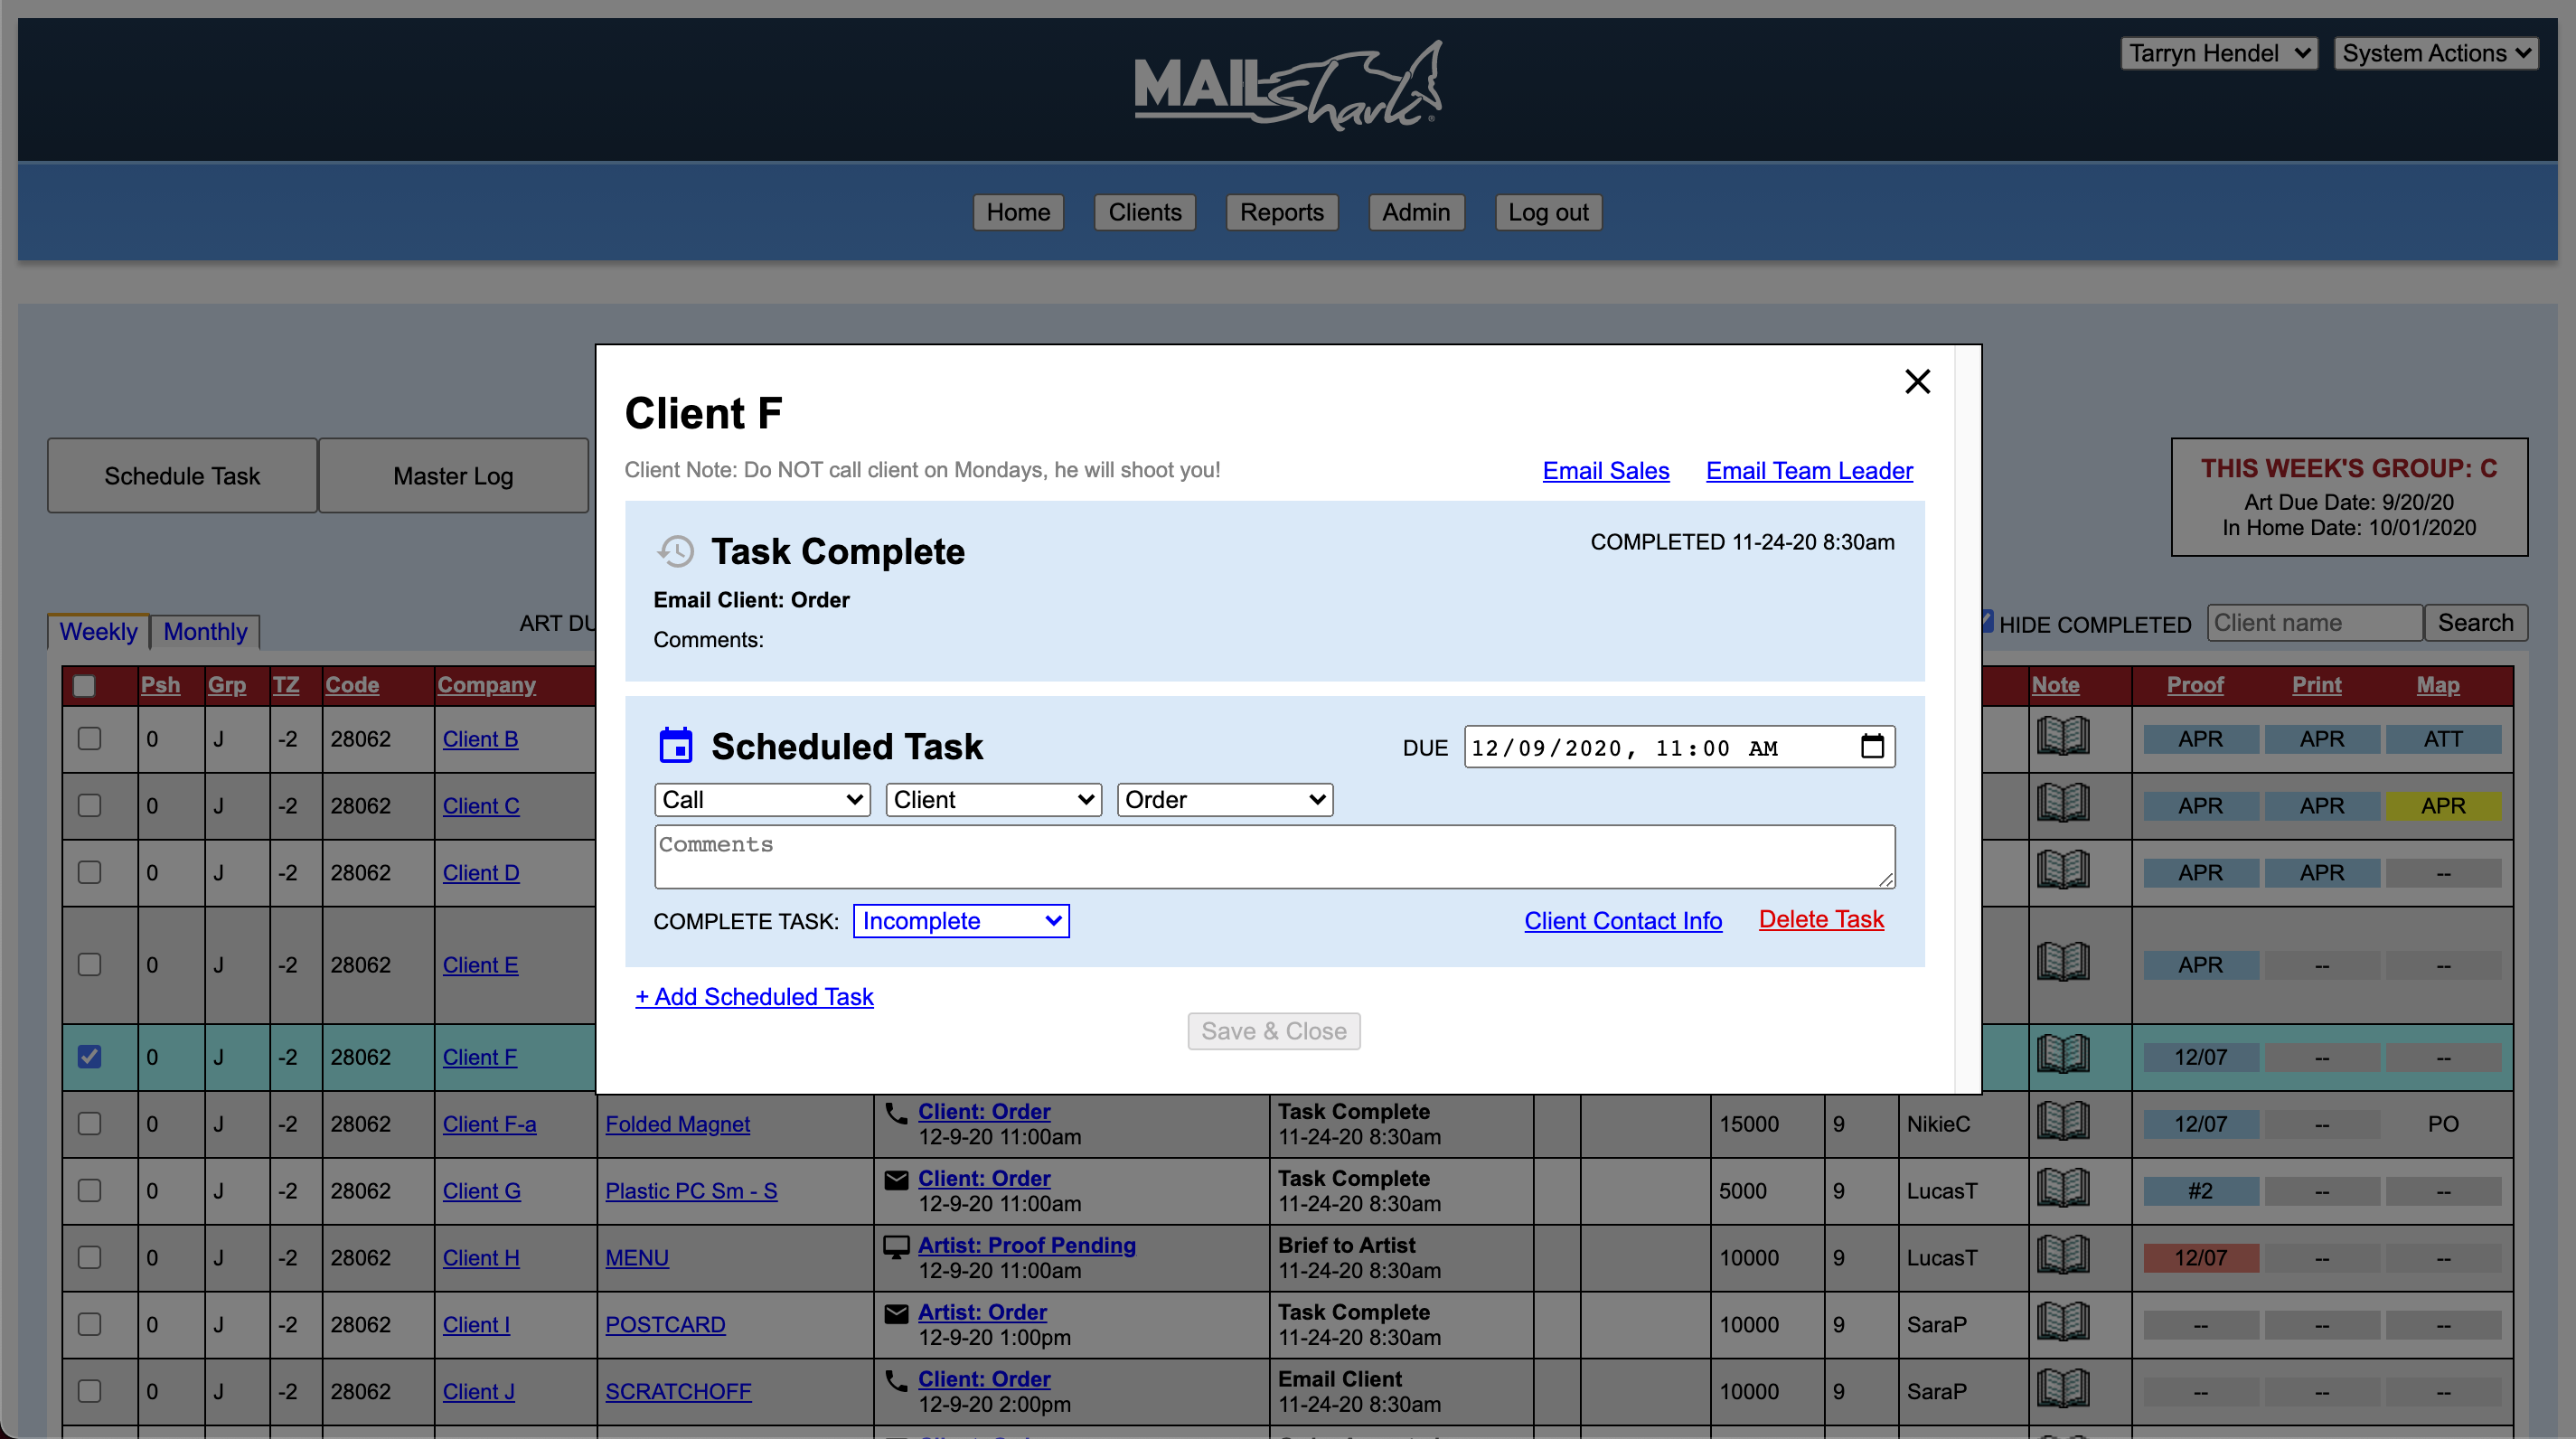 MAIL Shark®
Tarryn Hendel
System Actions
Home
Clients
Reports
Admin
Log out
Schedule Task
Master Log
THIS WEEK'S GROUP: C
Art Due Date: 9/20/20
In Home Date: 10/01/2020
Client F
Client Note: Do NOT call client on Mondays, he will shoot you!
Email Sales
Email Team Leader
Task Complete
COMPLETED 11-24-20 8:30am
Email Client: Order
Comments:
Scheduled Task
DUE 12/09/2020, 11:00 AM
Call
Client
Order
Comments
COMPLETE TASK: Incomplete
Client Contact Info
Delete Task
+ Add Scheduled Task
Save & Close
Weekly
Monthly
ART DU
HIDE COMPLETED
Client name
Search
Psh Grp TZ Code Company Note Proof Print Map
0 J -2 28062 Client B APR APR ATT
0 J -2 28062 Client C APR APR APR
0 J -2 28062 Client D APR APR --
0 J -2 28062 Client E APR -- --
0 J -2 28062 Client F 12/07 -- --
0 J -2 28062 Client F-a Folded Magnet Client: Order Task Complete 15000 9 NikieC 12/07 -- PO
12-9-20 11:00am 11-24-20 8:30am
0 J -2 28062 Client G Plastic PC Sm - S Client: Order Task Complete 5000 9 LucasT #2 -- --
12-9-20 11:00am 11-24-20 8:30am
0 J -2 28062 Client H MENU Artist: Proof Pending Brief to Artist 10000 9 LucasT 12/07 -- --
12-9-20 11:00am 11-24-20 8:30am
0 J -2 28062 Client I POSTCARD Artist: Order Task Complete 10000 9 SaraP -- -- --
12-9-20 1:00pm 11-24-20 8:30am
0 J -2 28062 Client J SCRATCHOFF Client: Order Email Client 10000 9 SaraP -- -- --
12-9-20 2:00pm 11-24-20 8:30am